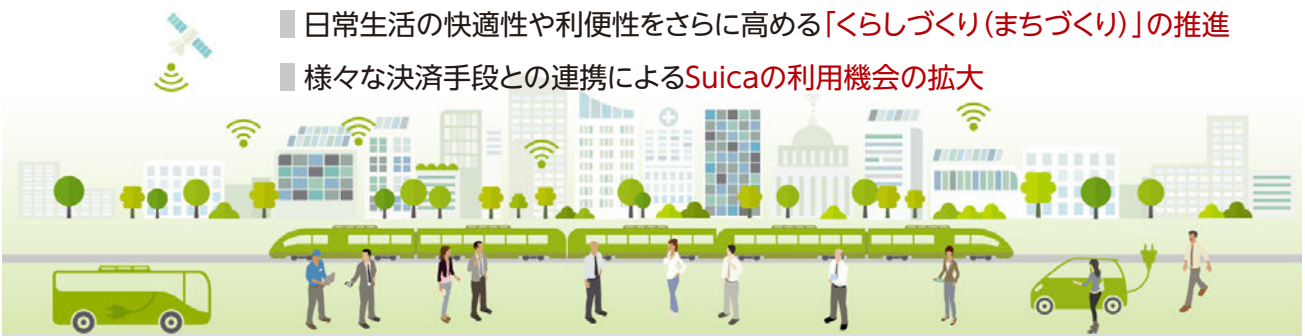 日常生活の快適性や利便性をさらに高める「くらしづくり(まちづくり)」の推進
様々な決済手段との連携によるSuicaの利用機会の拡大